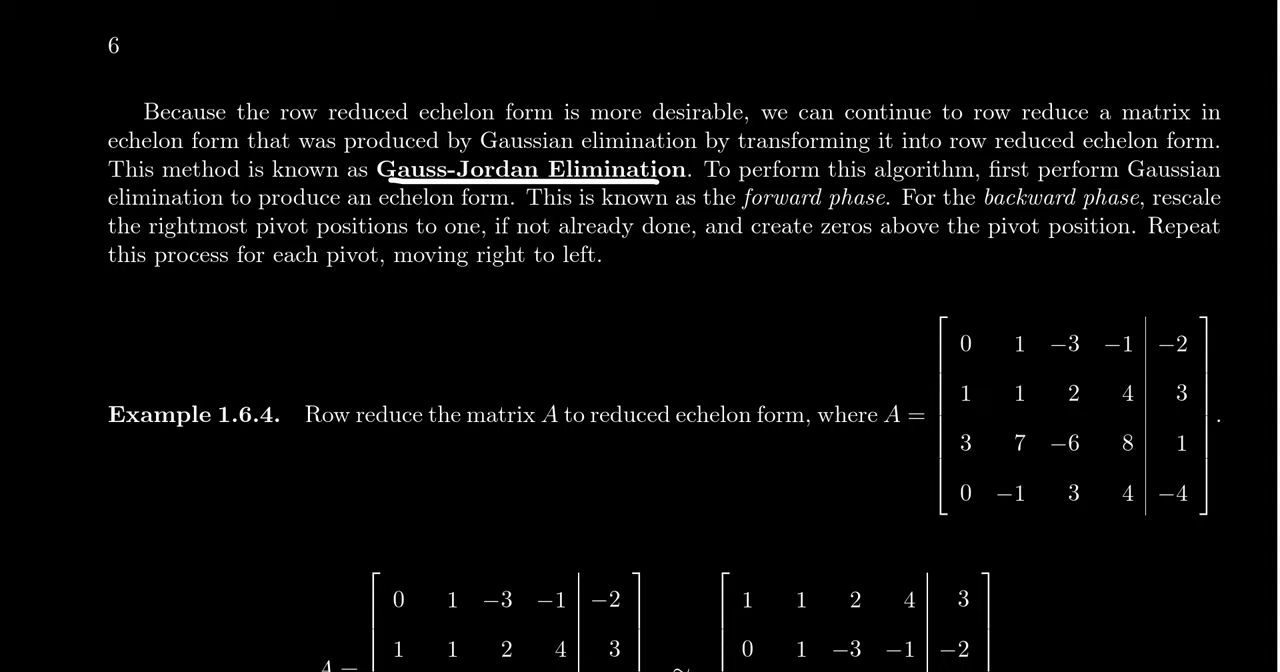 6
Because the row reduced echelon form is more desirable, we can continue to row reduce a matrix in
echelon form that was produced by Gaussian elimination by transforming it into row reduced echelon form.
This method is known as Gauss-Jordan Elimination. To perform this algorithm, first perform Gaussian
elimination to produce an echelon form. This is known as the forward phase. For the backward phase, rescale
the rightmost pivot positions to one, if not already done, and create zeros above the pivot position. Repeat
this process for each pivot, moving right to left.
0 1 −3 −1 −2
1 1 2 4 3
Example 1.6.4. Row reduce the matrix A to reduced echelon form, where A = .
3 7 −6 8 1
0 −1 3 4 −4
0 1 −3 −1 −2 1 1 2 4 3
1 1 2 4 3 0 1 −3 −1 −2
A = ~